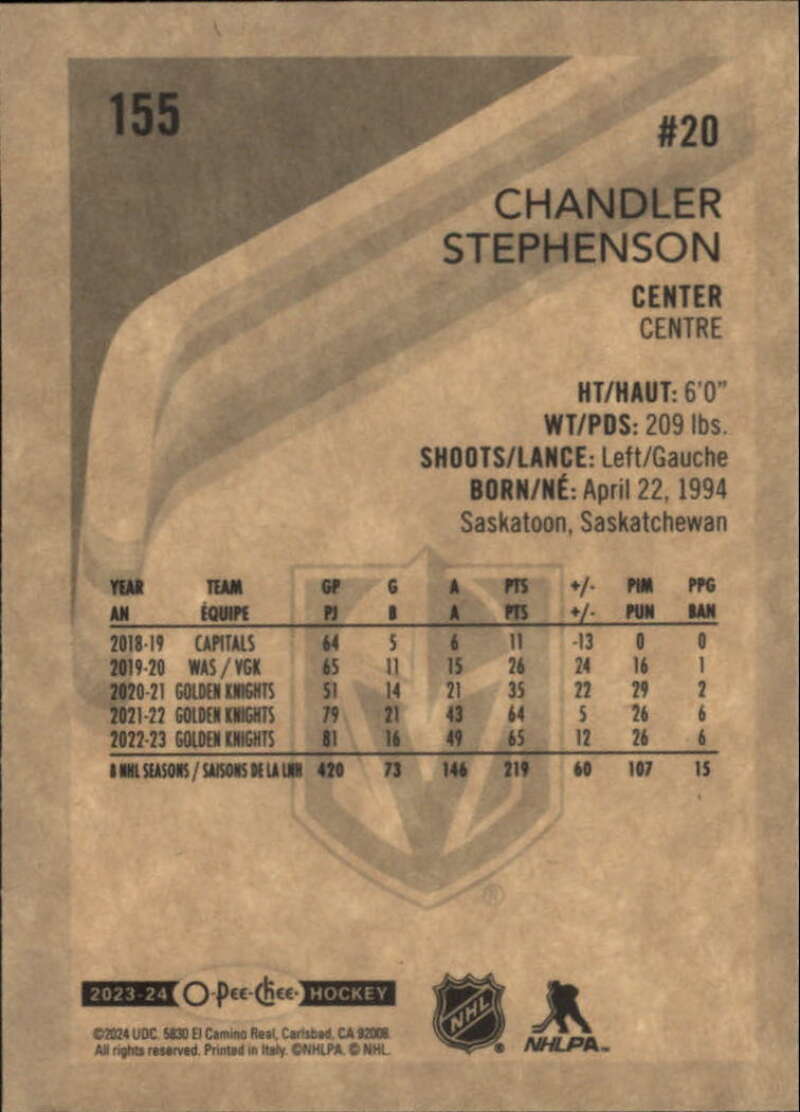 155
#20
CHANDLER
STEPHENSON
CENTER
CENTRE
HT/HAUT: 6'0"
WT/PDS: 209 lbs.
SHOOTS/LANCE: Left/Gauche
BORN/NÉ: April 22, 1994
Saskatoon, Saskatchewan
YEAR TEAM GP G A PTS +/- PIM PPG
AN ÉQUIPE PJ B A PTS +/- PUN BAN
2018-19 CAPITALS 64 5 6 11 -13 0 0
2019-20 WAS / VGK 65 11 15 26 24 16 1
2020-21 GOLDEN KNIGHTS 51 14 21 35 22 29 2
2021-22 GOLDEN KNIGHTS 79 21 43 64 5 26 6
2022-23 GOLDEN KNIGHTS 81 16 49 65 12 26 6
8 NHL SEASONS / SAISONS DE LA LNH 420 73 146 219 60 107 15
®
2023-24 O-Pee-Chee HOCKEY
©2024 UDC. 5830 El Camino Real, Carlsbad, CA 92008.
All rights reserved. Printed in Italy. ©NHLPA. © NHL.
NHL
NHLPA